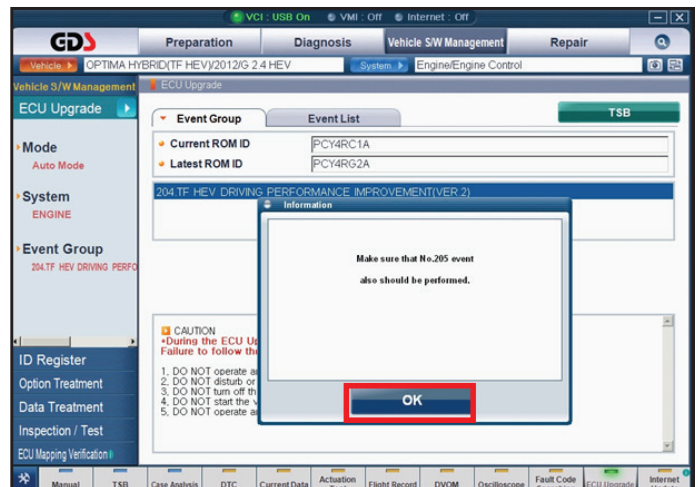 VCI : USB On VMI : Off Internet : Off
GDS Preparation Diagnosis Vehicle S/W Management Repair
Vehicle OPTIMA HYBRID(TF HEV)/2012/G 2.4 HEV System Engine/Engine Control
Vehicle S/W Management
ECU Upgrade
ECU Upgrade
Mode
Auto Mode
System
ENGINE
Event Group
204.TF HEV DRIVING PERFO
ID Register
Option Treatment
Data Treatment
Inspection / Test
ECU Mapping Verification
Event Group Event List TSB
Current ROM ID PCY4RC1A
Latest ROM ID PCY4RG2A
204.TF HEV DRIVING PERFORMANCE IMPROVEMENT(VER.2)
Information
Make sure that No.205 event
also should be performed.
OK
CAUTION
•During the ECU U
Failure to follow th
1. DO NOT operate a
2. DO NOT disturb or
3. DO NOT turn off th
4. DO NOT start the v
5. DO NOT operate a
Manual TSB Case Analysis DTC Current Data Actuation Flight Record DVOM Oscilloscope Fault Code ECU Upgrade Internet